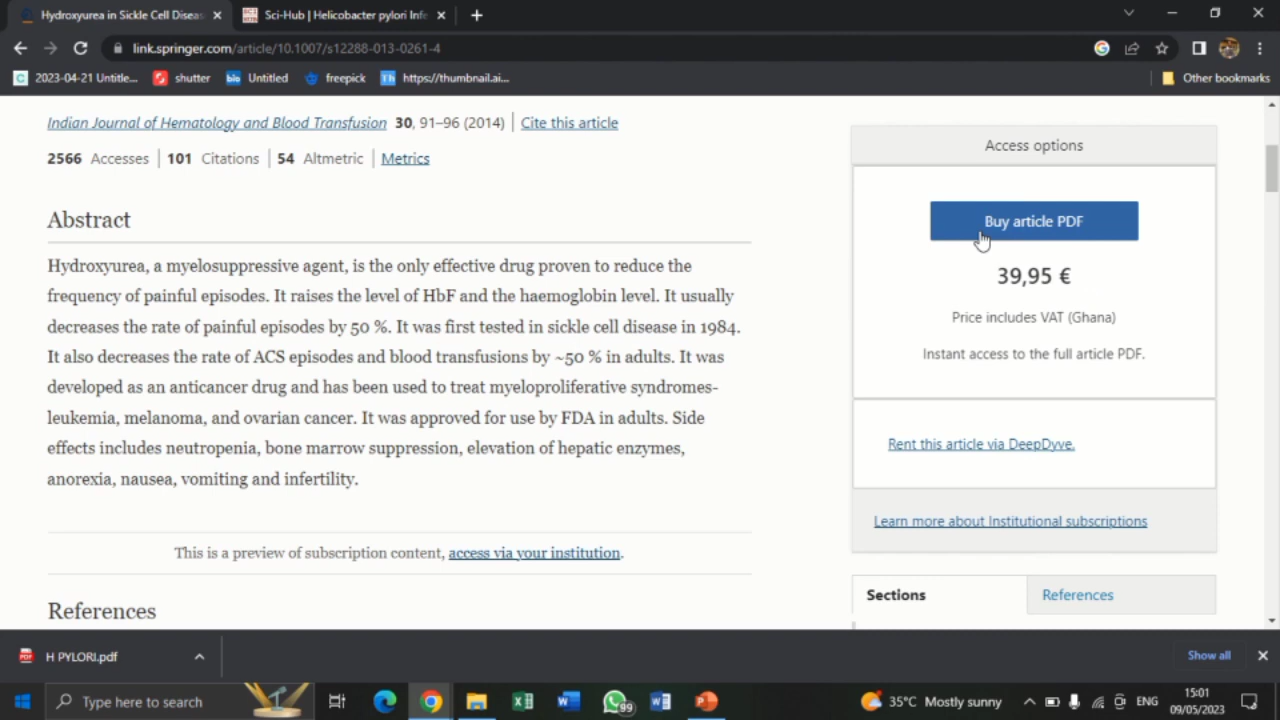 Hydroxyurea in Sickle Cell Diseas
Sci-Hub | Helicobacter pylori Infe
link.springer.com/article/10.1007/s12288-013-0261-4
2023-04-21 Untitle...
shutter
bio Untitled
freepick
Th https://thumbnail.ai...
Other bookmarks
Indian Journal of Hematology and Blood Transfusion 30, 91–96 (2014) | Cite this article
2566 Accesses | 101 Citations | 54 Altmetric | Metrics
Abstract
Hydroxyurea, a myelosuppressive agent, is the only effective drug proven to reduce the
frequency of painful episodes. It raises the level of HbF and the haemoglobin level. It usually
decreases the rate of painful episodes by 50 %. It was first tested in sickle cell disease in 1984.
It also decreases the rate of ACS episodes and blood transfusions by ~50 % in adults. It was
developed as an anticancer drug and has been used to treat myeloproliferative syndromes-
leukemia, melanoma, and ovarian cancer. It was approved for use by FDA in adults. Side
effects includes neutropenia, bone marrow suppression, elevation of hepatic enzymes,
anorexia, nausea, vomiting and infertility.
This is a preview of subscription content, access via your institution.
References
Access options
Buy article PDF
39,95 €
Price includes VAT (Ghana)
Instant access to the full article PDF.
Rent this article via DeepDyve.
Learn more about Institutional subscriptions
Sections
References
H PYLORI.pdf
Show all
Type here to search
99
35°C Mostly sunny
ENG
15:01
09/05/2023